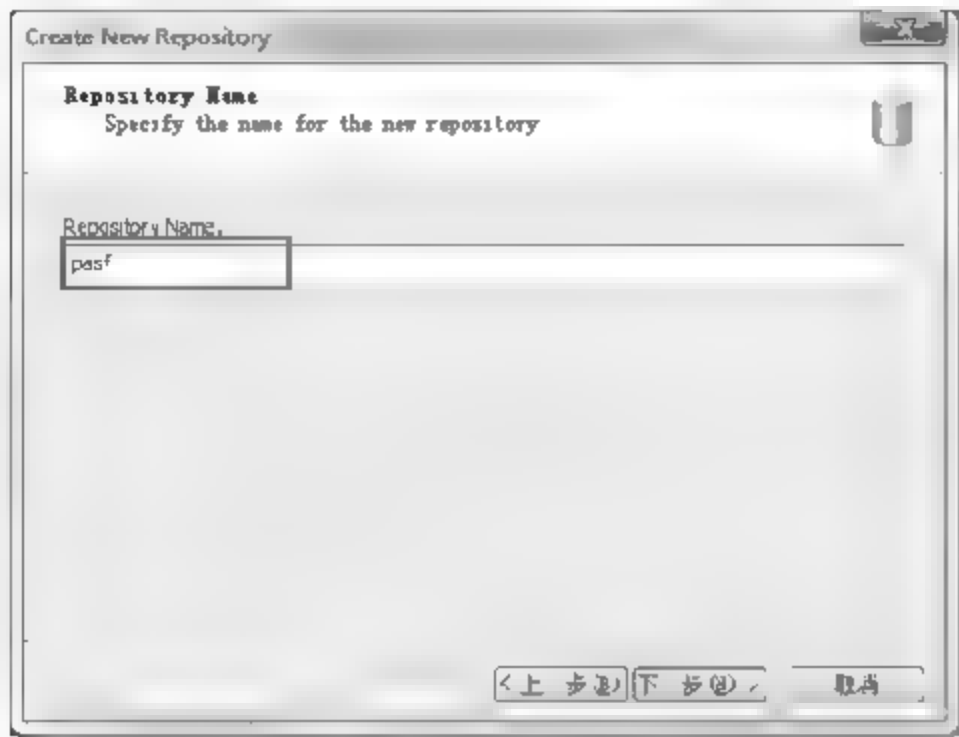 Create New Repository
Repository Name
Specify the name for the new repository
Repository Name:
pasf
<上一步(B) 下一步(N) > 取消